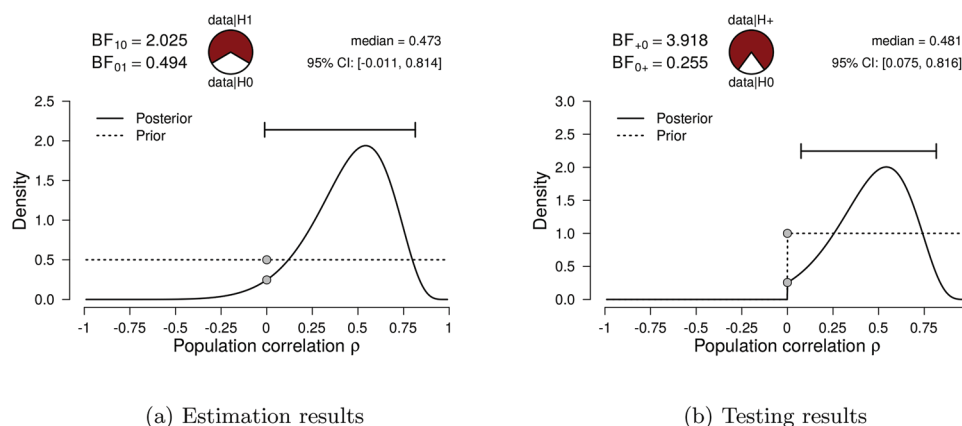 data|H1
BF10 = 2.025
BF01 = 0.494
data|H0
median = 0.473
95% CI: [-0.011, 0.814]
Posterior
Prior
Density
2.5
2.0
1.5
1.0
0.5
0.0
-1 -0.75 -0.5 -0.25 0 0.25 0.5 0.75 1
Population correlation ρ
(a) Estimation results
data|H+
BF+0 = 3.918
BF0+ = 0.255
data|H0
median = 0.481
95% CI: [0.075, 0.816]
Posterior
Prior
Density
3.0
2.5
2.0
1.5
1.0
0.5
0.0
-1 -0.75 -0.5 -0.25 0 0.25 0.5 0.75
Population correlation ρ
(b) Testing results